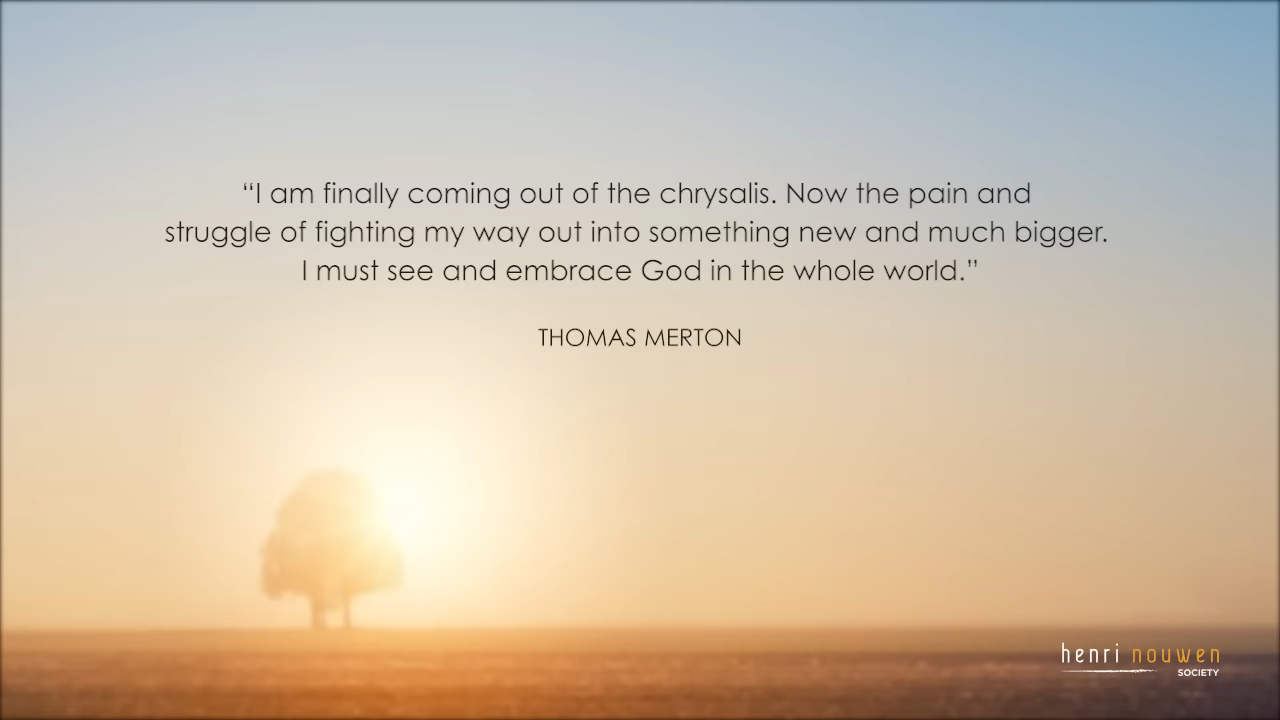 “I am finally coming out of the chrysalis. Now the pain and
struggle of fighting my way out into something new and much bigger.
I must see and embrace God in the whole world.”
THOMAS MERTON
henri nouwen
SOCIETY